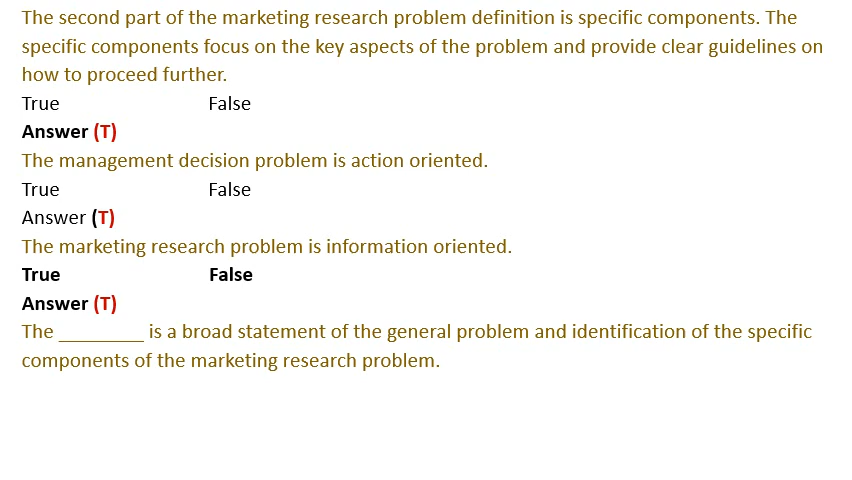 The second part of the marketing research problem definition is specific components. The
specific components focus on the key aspects of the problem and provide clear guidelines on
how to proceed further.
True False
Answer (T)
The management decision problem is action oriented.
True False
Answer (T)
The marketing research problem is information oriented.
True False
Answer (T)
The ________ is a broad statement of the general problem and identification of the specific
components of the marketing research problem.